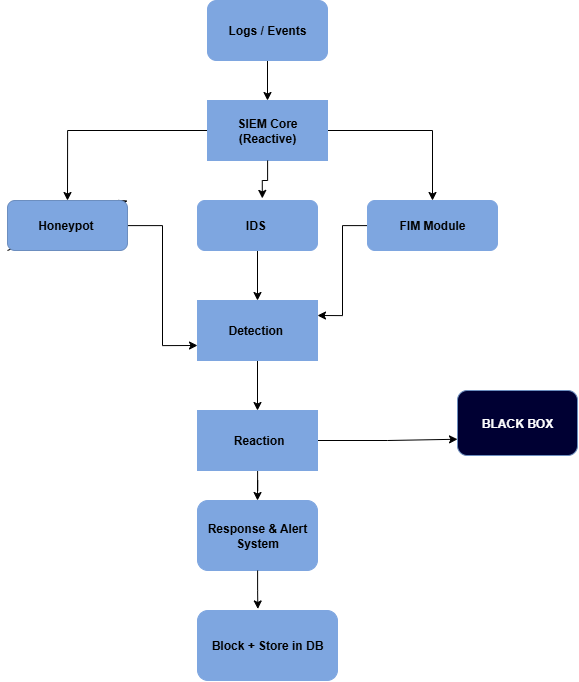 Logs / Events
SIEM Core
(Reactive)
Honeypot
IDS
FIM Module
Detection
Reaction
BLACK BOX
Response & Alert
System
Block + Store in DB